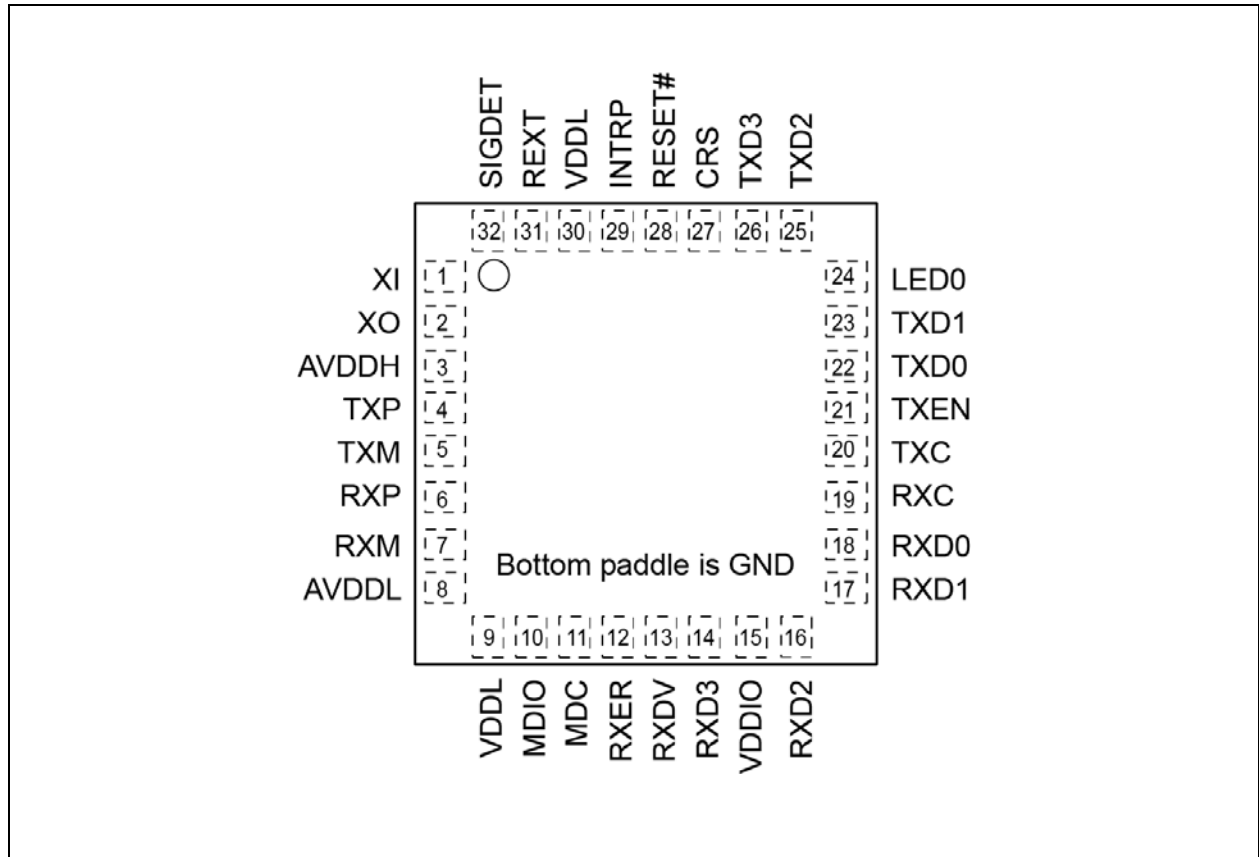 SIGDET
REXT
VDDL
INTRP
RESET#
CRS
TXD3
TXD2
32 31 30 29 28 27 26 25
XI 1 24 LED0
XO 2 23 TXD1
AVDDH 3 22 TXD0
TXP 4 21 TXEN
TXM 5 20 TXC
RXP 6 19 RXC
RXM 7 18 RXD0
Bottom paddle is GND
AVDDL 8 17 RXD1
9 10 11 12 13 14 15 16
VDDL
MDIO
MDC
RXER
RXDV
RXD3
VDDIO
RXD2